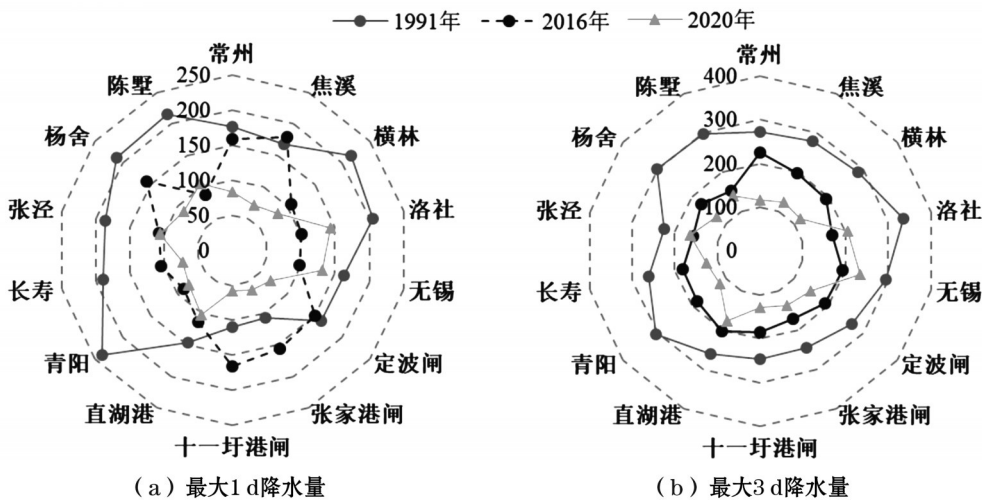 1991年 2016年 2020年
常州
焦溪
横林
洛社
无锡
定波闸
张家港闸
十一圩港闸
直湖港
青阳
长寿
张泾
杨舍
陈墅
250
200
150
100
50
0
(a) 最大1 d降水量
常州
焦溪
横林
洛社
无锡
定波闸
张家港闸
十一圩港闸
直湖港
青阳
长寿
张泾
杨舍
陈墅
400
300
200
100
0
(b) 最大3 d降水量